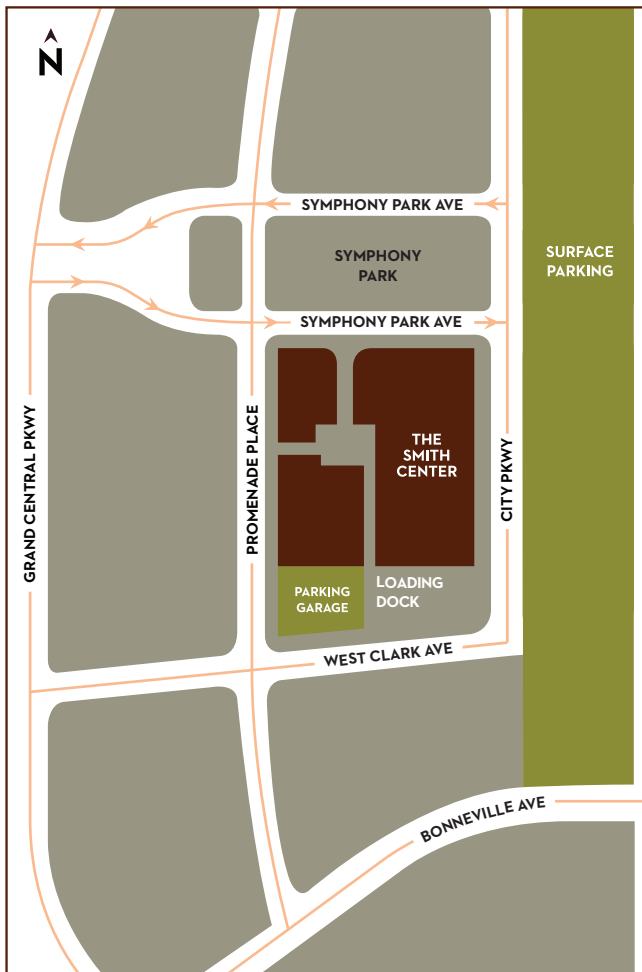 N
SYMPHONY PARK AVE
SYMPHONY
PARK
SURFACE
PARKING
SYMPHONY PARK AVE
GRAND CENTRAL PKWY
PROMENADE PLACE
THE
SMITH
CENTER
CITY PKWY
PARKING
GARAGE
LOADING
DOCK
WEST CLARK AVE
BONNEVILLE AVE